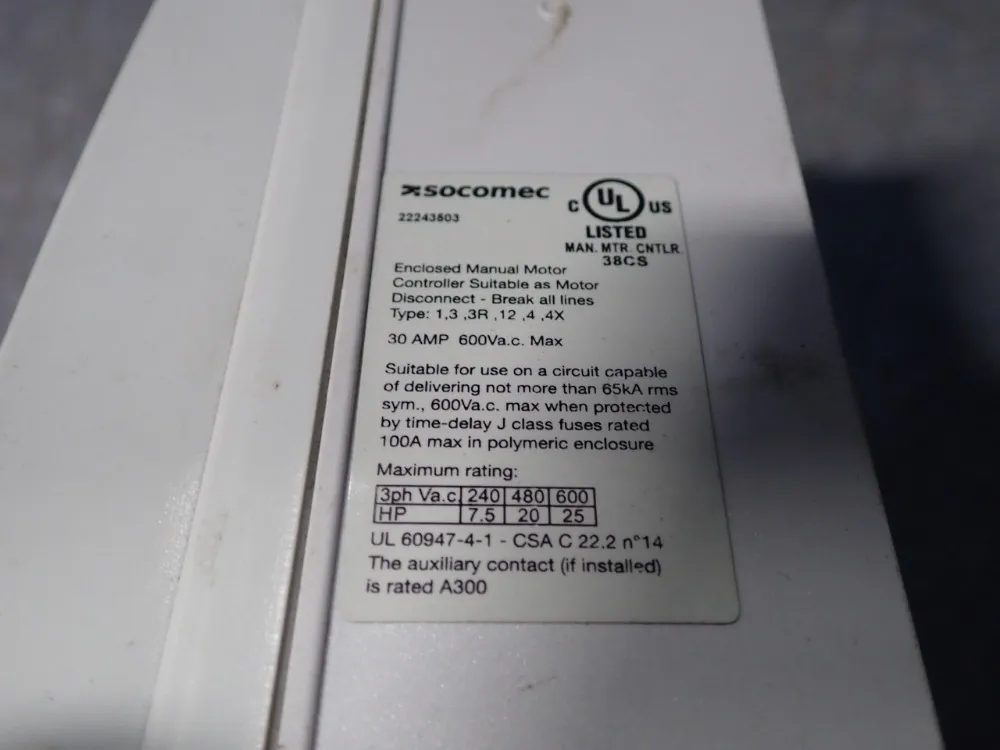 socomec
22243503
C UL US
LISTED
MAN. MTR. CNTLR.
38CS
Enclosed Manual Motor
Controller Suitable as Motor
Disconnect - Break all lines
Type: 1,3 ,3R ,12 ,4 ,4X
30 AMP 600Va.c. Max
Suitable for use on a circuit capable
of delivering not more than 65kA rms
sym., 600Va.c. max when protected
by time-delay J class fuses rated
100A max in polymeric enclosure
Maximum rating:
3ph Va.c. 240 480 600
HP 7.5 20 25
UL 60947-4-1 - CSA C 22.2 n°14
The auxiliary contact (if installed)
is rated A300